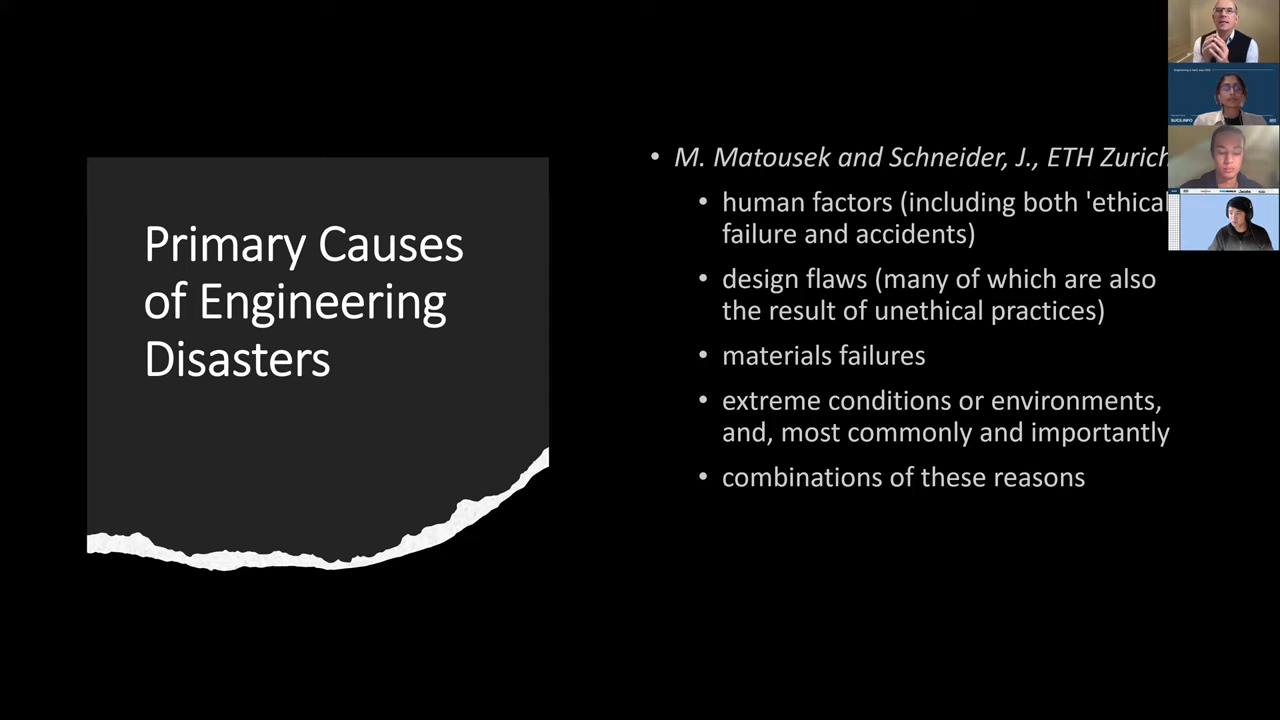 Primary Causes
of Engineering
Disasters
• M. Matousek and Schneider, J., ETH Zurich
• human factors (including both 'ethical
failure and accidents)
• design flaws (many of which are also
the result of unethical practices)
• materials failures
• extreme conditions or environments,
and, most commonly and importantly
• combinations of these reasons